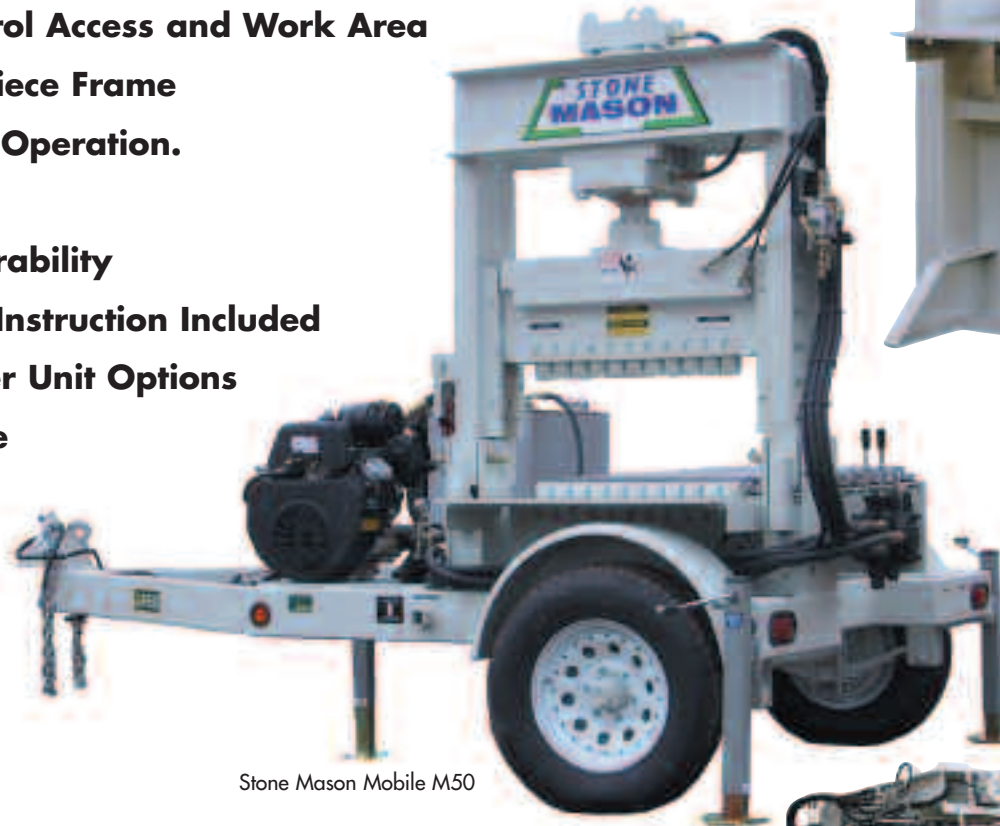 rol Access and Work Area
iece Frame
Operation.
rability
Instruction Included
er Unit Options
e
STONE
MASON
Stone Mason Mobile M50